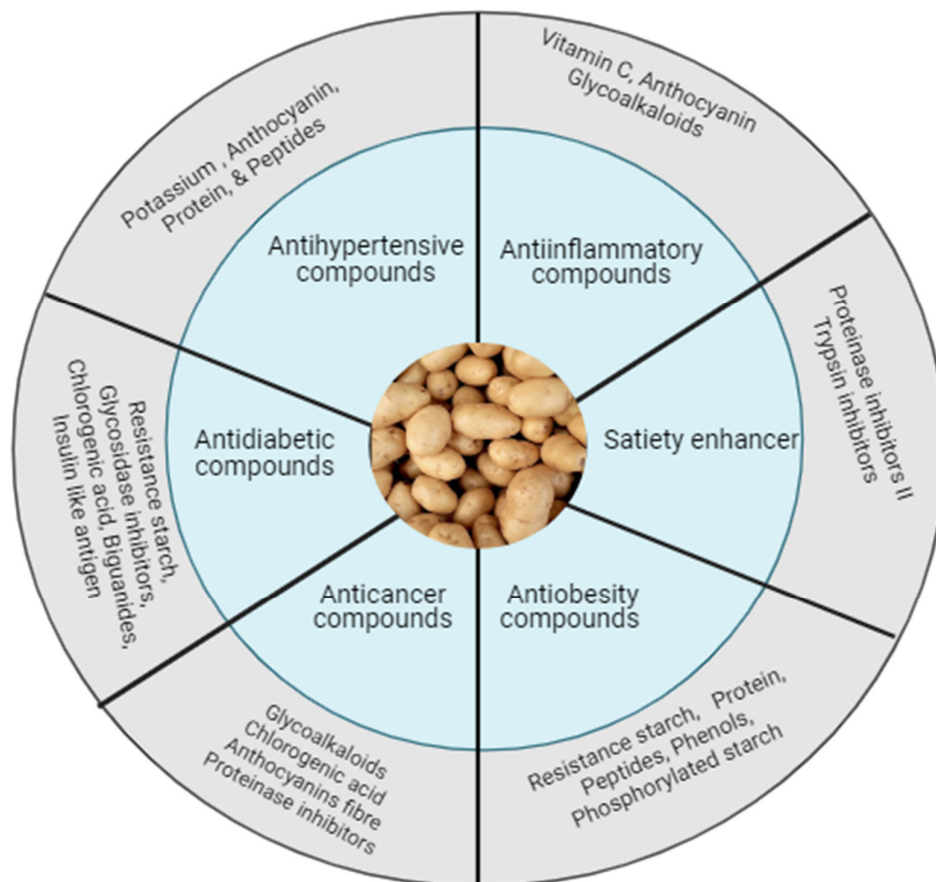 Vitamin C, Anthocyanin
Glycoalkaloids
Potassium , Anthocyanin,
Protein, & Peptides
Antihypertensive
compounds
Antiinflammatory
compounds
Proteinase inhibitors II
Trypsin inhibitors
Satiety enhancer
Antidiabetic
compounds
Resistance starch,
Glycosidase inhibitors,
Chlorogenic acid, Biguanides,
Insulin like antigen
Anticancer
compounds
Antiobesity
compounds
Glycoalkaloids
Chlorogenic acid
Anthocyanins fibre
Proteinase inhibitors
Resistance starch, Protein,
Peptides, Phenols,
Phosphorylated starch